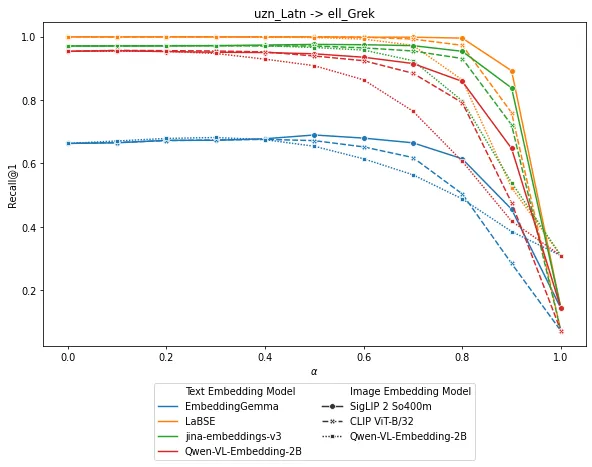 uzn_Latn -> ell_Grek
Recall@1
1.0
0.8
0.6
0.4
0.2
0.0 0.2 0.4 0.6 0.8 1.0
α
Text Embedding Model Image Embedding Model
EmbeddingGemma SigLIP 2 So400m
LaBSE CLIP ViT-B/32
jina-embeddings-v3 Qwen-VL-Embedding-2B
Qwen-VL-Embedding-2B